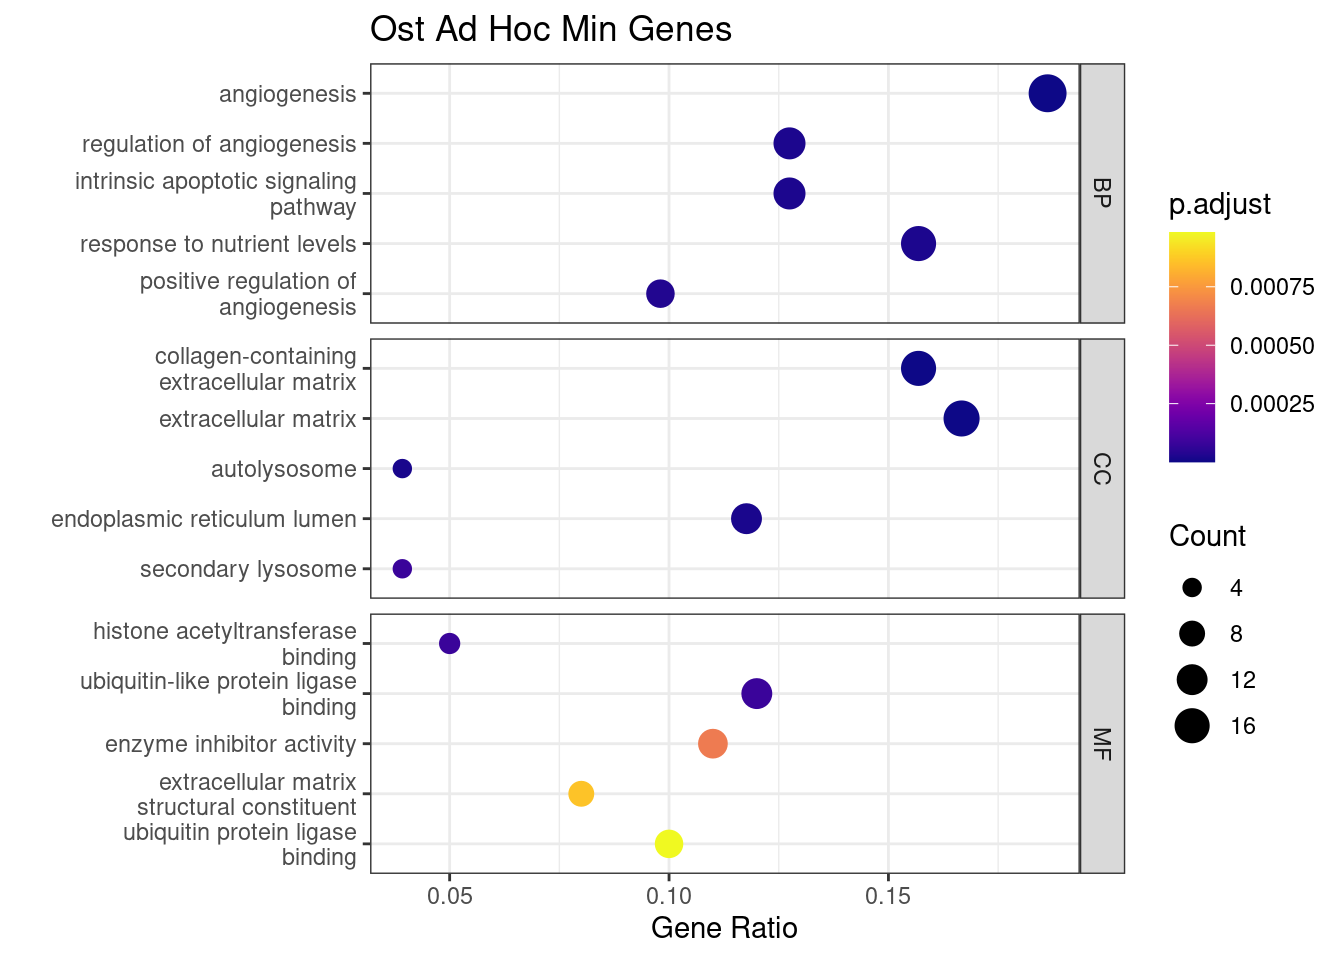 Ost Ad Hoc Min Genes
angiogenesis
regulation of angiogenesis
intrinsic apoptotic signaling
pathway
response to nutrient levels
positive regulation of
angiogenesis
BP
collagen-containing
extracellular matrix
extracellular matrix
autolysosome
endoplasmic reticulum lumen
secondary lysosome
CC
histone acetyltransferase
binding
ubiquitin-like protein ligase
binding
enzyme inhibitor activity
extracellular matrix
structural constituent
ubiquitin protein ligase
binding
MF
0.05
0.10
0.15
Gene Ratio
p.adjust
0.00075
0.00050
0.00025
Count
4
8
12
16